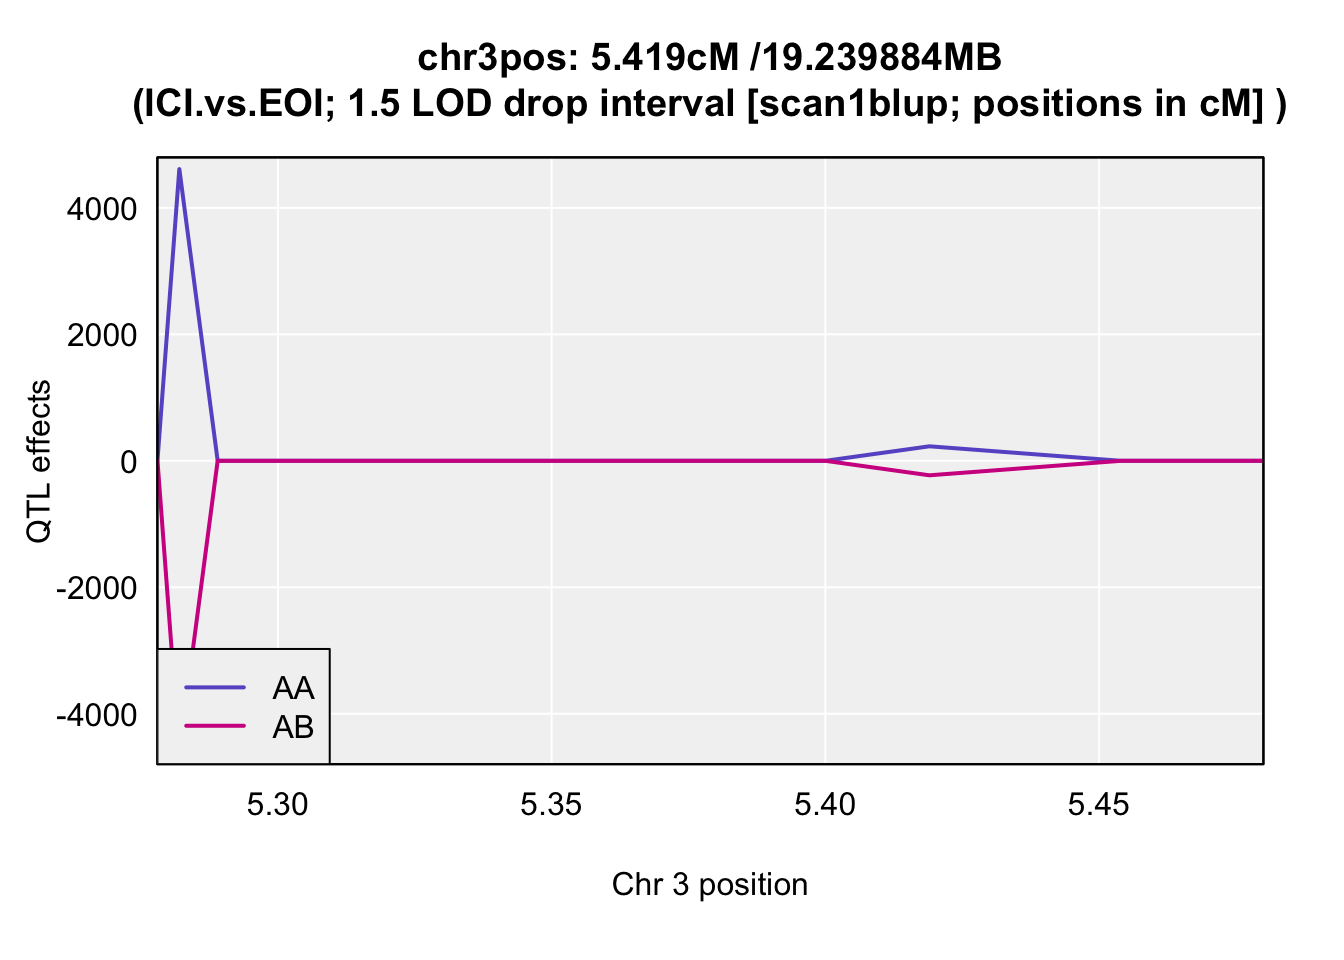 chr3pos: 5.419cM /19.239884MB
(ICI.vs.EOI; 1.5 LOD drop interval [scan1blup; positions in cM] )
4000
2000
0
-2000
-4000
QTL effects
AA
AB
5.30
5.35
5.40
5.45
Chr 3 position